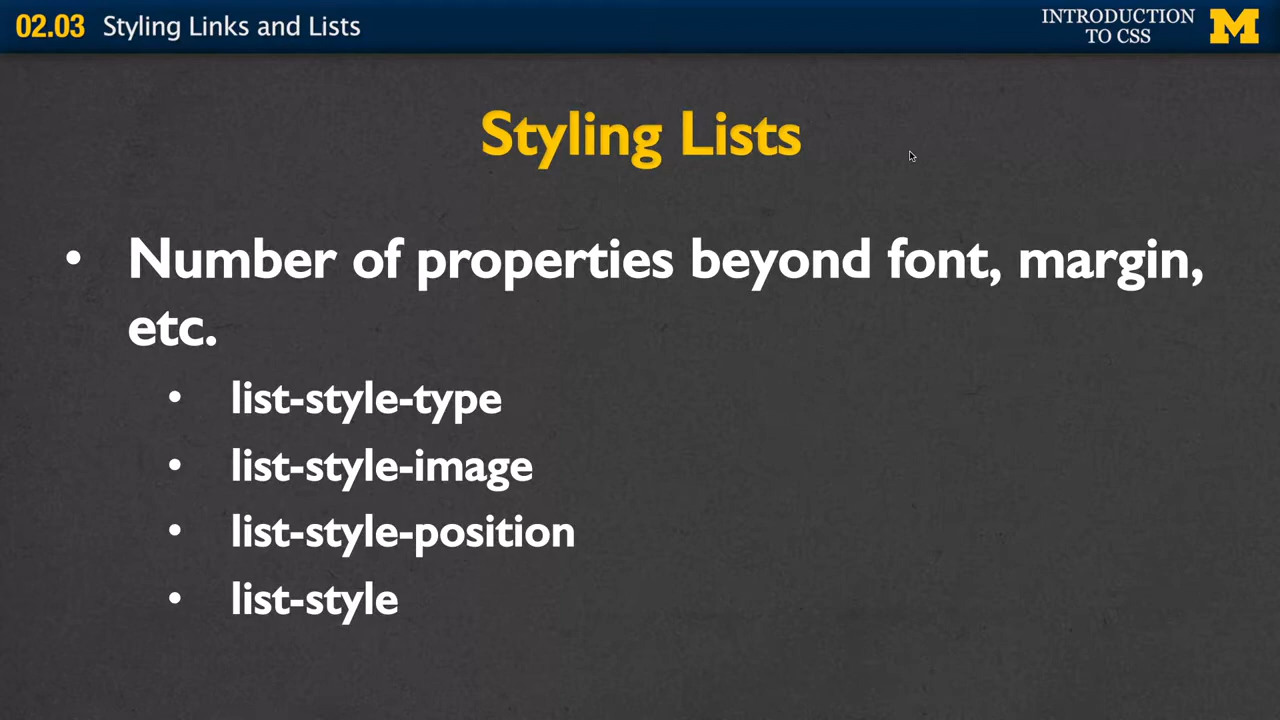 02.03 Styling Links and Lists
INTRODUCTION
TO CSS
M
Styling Lists
• Number of properties beyond font, margin,
etc.
• list-style-type
• list-style-image
• list-style-position
• list-style